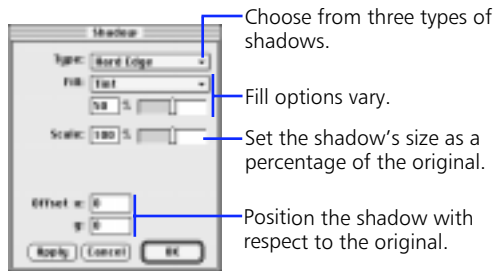 Shadow
Choose from three types of
shadows.
Type: Hard Edge
Fill: Tint
50 %
Fill options vary.
Scale: 100 %
Set the shadow's size as a
percentage of the original.
Offset x: 0
y: 0
Position the shadow with
respect to the original.
Apply Cancel OK